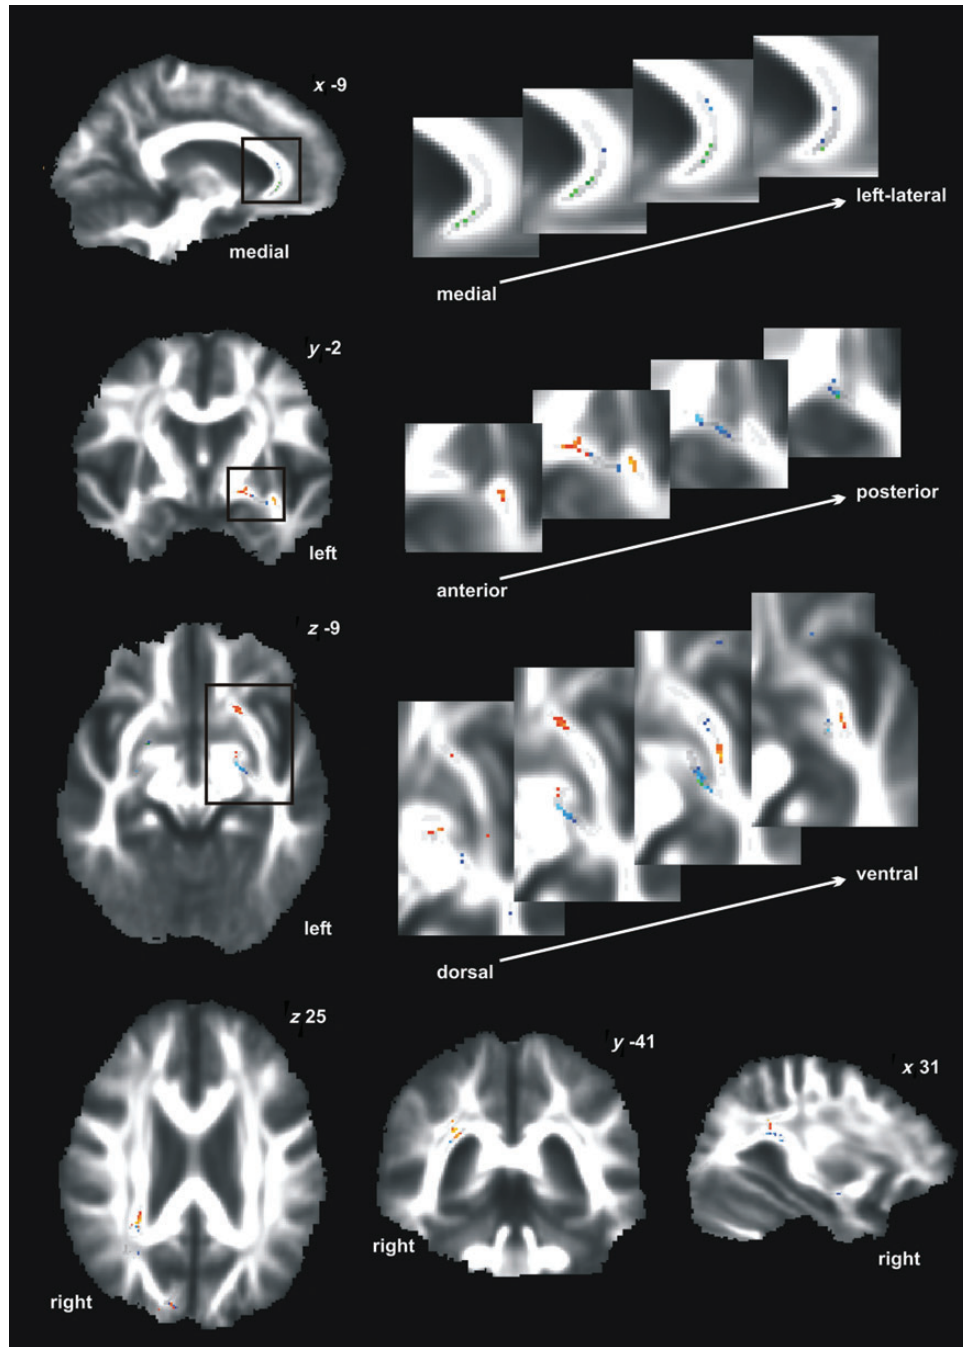 x -9
left-lateral
medial
medial
y -2
posterior
left
anterior
z -9
ventral
left
dorsal
z 25
y -41
x 31
right
right
right